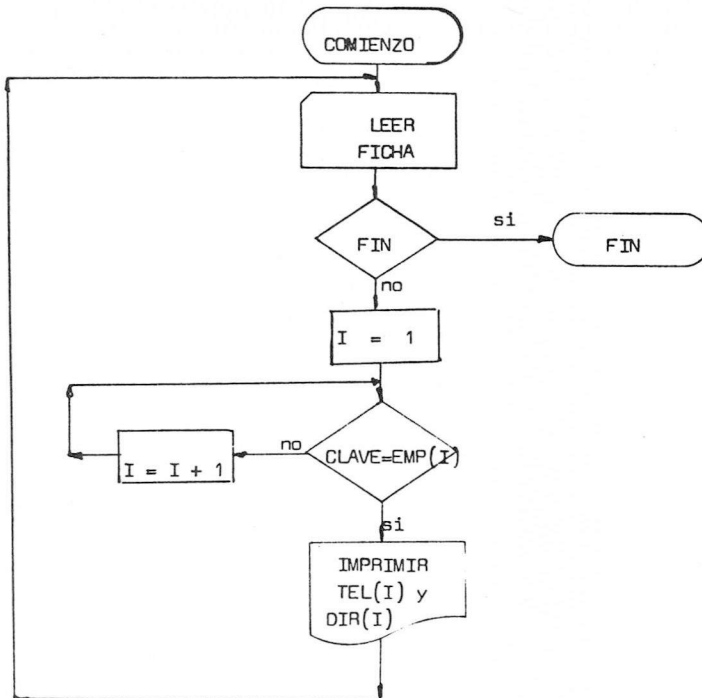 COMIENZO
LEER
FICHA
FIN
si
FIN
no
I = 1
CLAVE=EMP(I)
no
I = I + 1
si
IMPRIMIR
TEL(I) y
DIR(I)